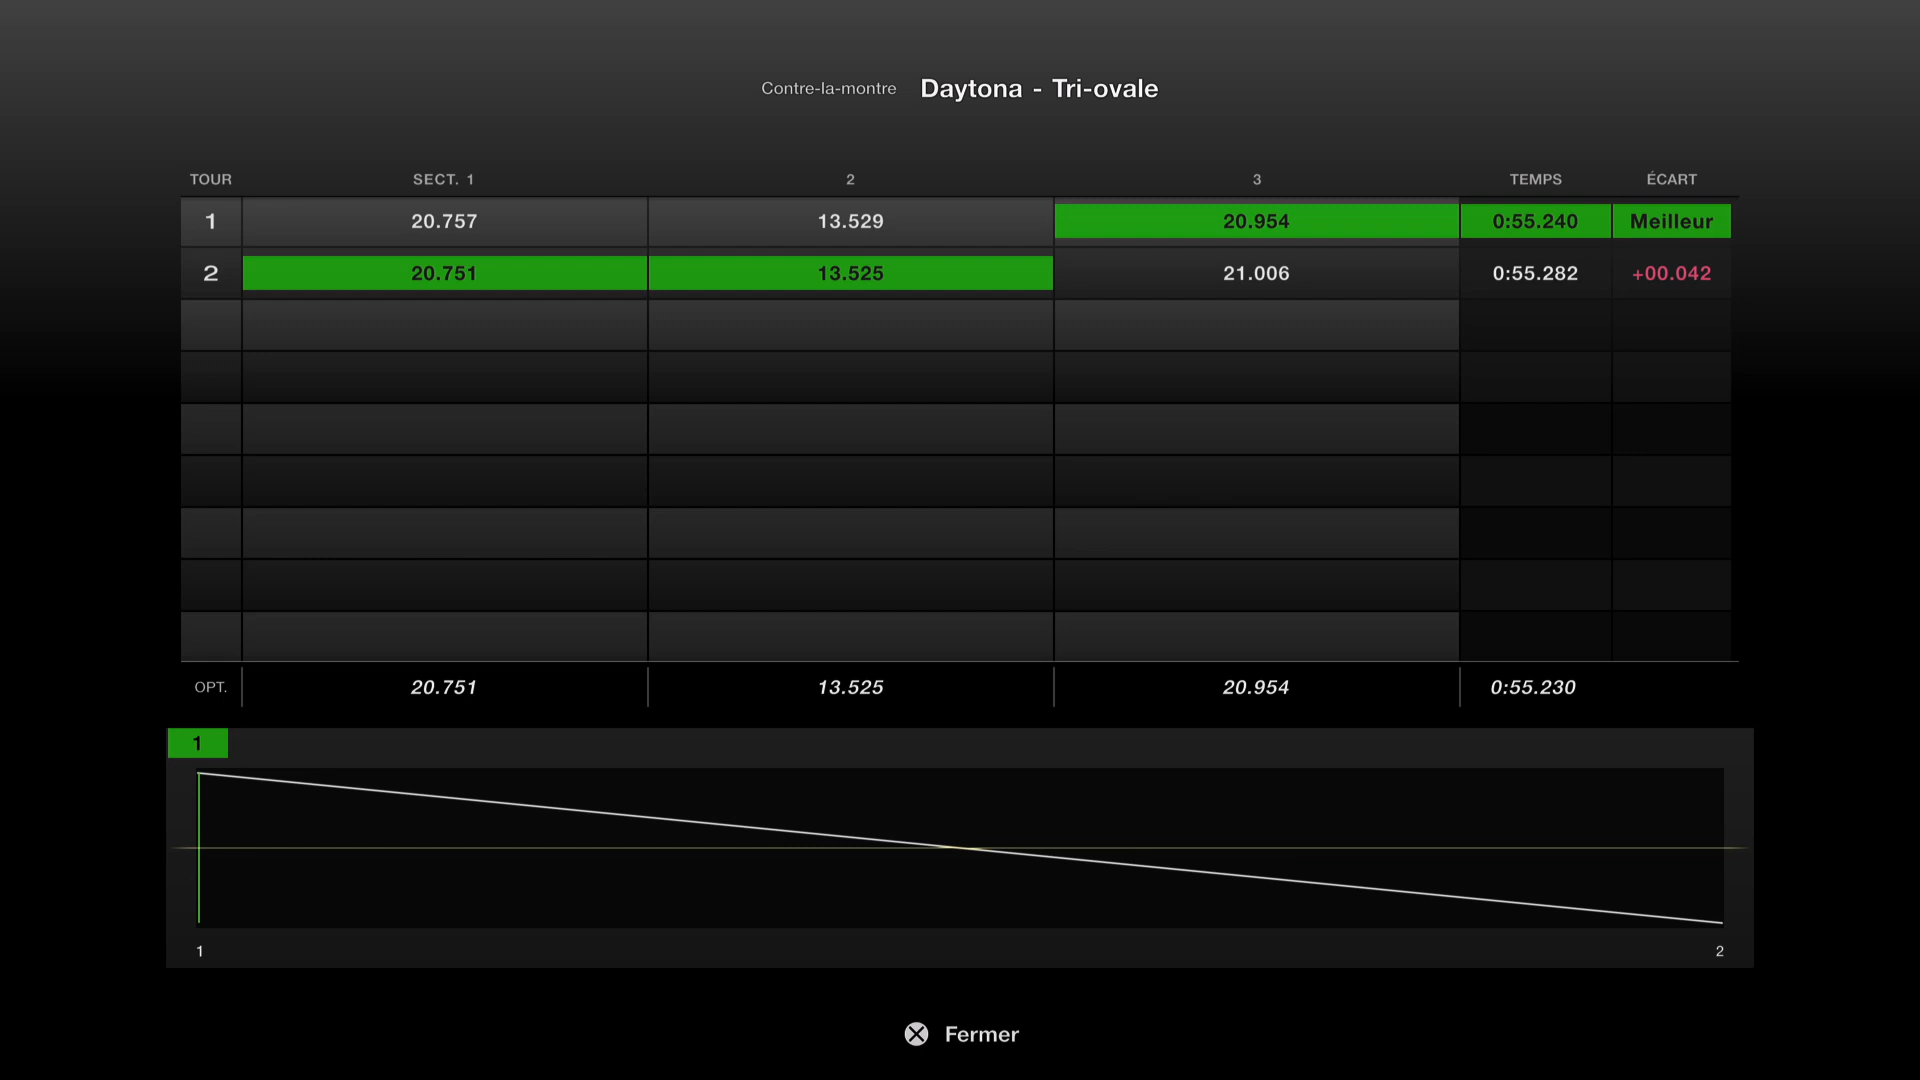 Contre-la-montre Daytona - Tri-ovale
TOUR SECT. 1 2 3 TEMPS ÉCART
1 20.757 13.529 20.954 0:55.240 Meilleur
2 20.751 13.525 21.006 0:55.282 +00.042
OPT. 20.751 13.525 20.954 0:55.230
1
1 2
Fermer